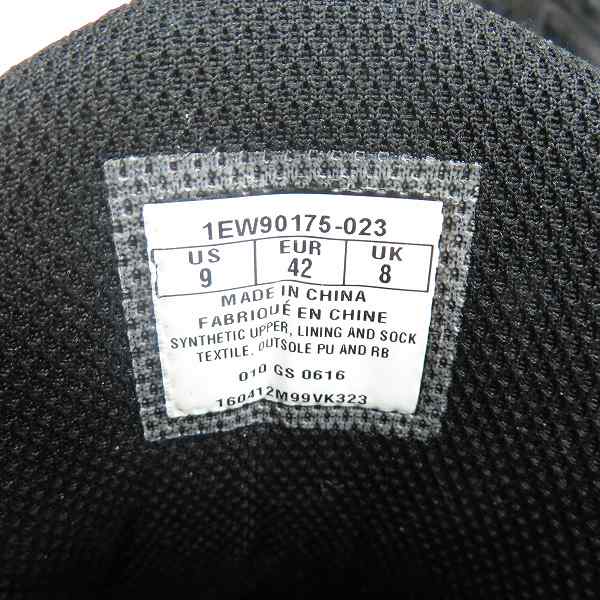 1EW90175-023
US EUR UK
9 42 8
MADE IN CHINA
FABRIQUÉ EN CHINE
SYNTHETIC UPPER, LINING AND SOCK
TEXTILE. OUTSOLE PU AND RB
010 GS 0616
160412M99VK323